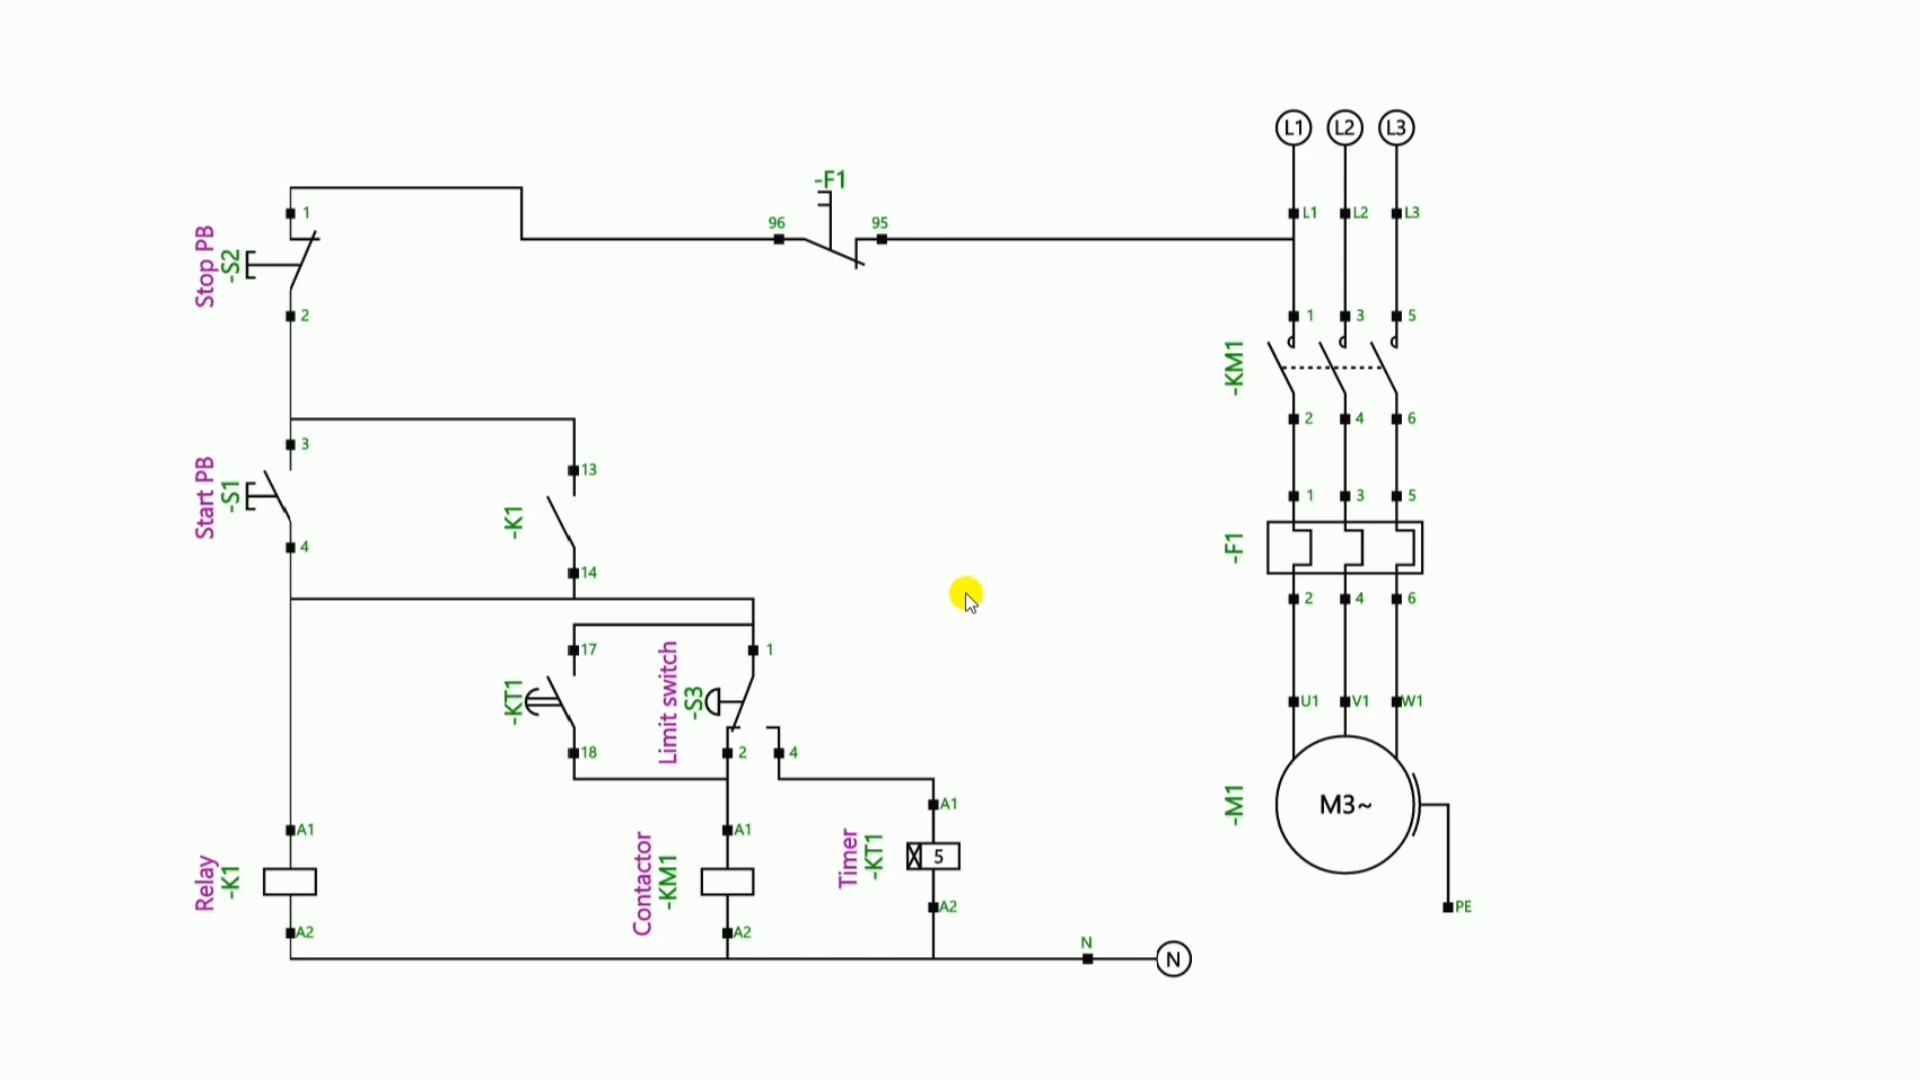 L1 L2 L3
-F1
1
L1 L2 L3
96 95
Stop PB
-S2
2
1 3 5
-KM1
2 4 6
3
13
Start PB
-S1
-K1
1 3 5
4
14
-F1
2 4 6
17
1
-KT1
Limit switch
-S3
U1 V1 W1
18
2
4
A1
-M1
M3~
A1
A1
Relay
-K1
Contactor
-KM1
Timer
-KT1
5
A2
PE
A2
A2
N
N